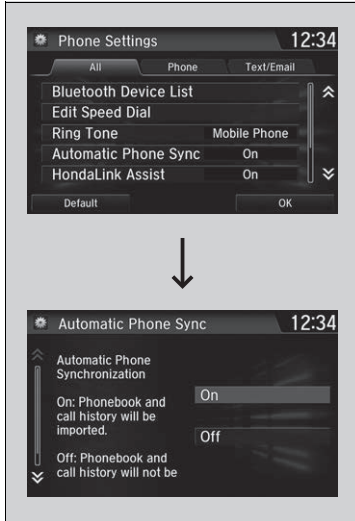 Phone Settings 12:34
All Phone Text/Email
Bluetooth Device List
Edit Speed Dial
Ring Tone Mobile Phone
Automatic Phone Sync On
HondaLink Assist On
Default OK
Automatic Phone Sync 12:34
Automatic Phone
Synchronization
On: Phonebook and
call history will be
imported.
Off: Phonebook and
call history will not be
On
Off